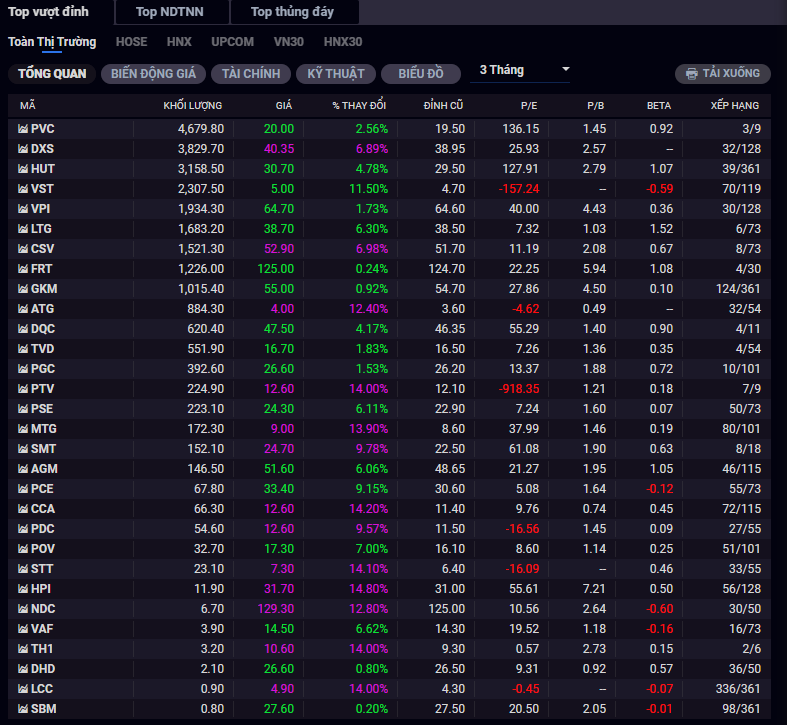 Top vượt đỉnh Top NDTNN Top thủng đáy
Toàn Thị Trường HOSE HNX UPCOM VN30 HNX30
TỔNG QUAN BIẾN ĐỘNG GIÁ TÀI CHÍNH KỸ THUẬT BIỂU ĐỒ 3 Tháng TẢI XUỐNG
MÃ KHỐI LƯỢNG GIÁ % THAY ĐỔI ĐỈNH CŨ P/E P/B BETA XẾP HẠNG
PVC 4,679.80 20.00 2.56% 19.50 136.15 1.45 0.92 3/9
DXS 3,829.70 40.35 6.89% 38.95 25.93 2.57 -- 32/128
HUT 3,158.50 30.70 4.78% 29.50 127.91 2.79 1.07 39/361
VST 2,307.50 5.00 11.50% 4.70 -157.24 -- -0.59 70/119
VPI 1,934.30 64.70 1.73% 64.60 40.00 4.43 0.36 30/128
LTG 1,683.20 38.70 6.30% 38.50 7.32 1.03 1.52 6/73
CSV 1,521.30 52.90 6.98% 51.70 11.19 2.08 0.67 8/73
FRT 1,226.00 125.00 0.24% 124.70 22.25 5.94 1.08 4/30
GKM 1,015.40 55.00 0.92% 54.70 27.86 4.50 0.10 124/361
ATG 884.30 4.00 12.40% 3.60 -4.62 0.49 -- 32/54
DQC 620.40 47.50 4.17% 46.35 55.29 1.40 0.90 4/11
TVD 551.90 16.70 1.83% 16.50 7.26 1.36 0.35 4/54
PGC 392.60 26.60 1.53% 26.20 13.37 1.88 0.72 10/101
PTV 224.90 12.60 14.00% 12.10 -918.35 1.21 0.18 7/9
PSE 223.10 24.30 6.11% 22.90 7.24 1.60 0.07 50/73
MTG 172.30 9.00 13.90% 8.60 37.99 1.46 0.19 80/101
SMT 152.10 24.70 9.78% 22.50 61.08 1.90 0.63 8/18
AGM 146.50 51.60 6.06% 48.65 21.27 1.95 1.05 46/115
PCE 67.80 33.40 9.15% 30.60 5.08 1.64 -0.12 55/73
CCA 66.30 12.60 14.20% 11.40 9.76 0.74 0.45 72/115
PDC 54.60 12.60 9.57% 11.50 -16.56 1.45 0.09 27/55
POV 32.70 17.30 7.00% 16.10 8.60 1.14 0.25 51/101
STT 23.10 7.30 14.10% 6.40 -16.09 -- 0.46 33/55
HPI 11.90 31.70 14.80% 31.00 55.61 7.21 0.50 56/128
NDC 6.70 129.30 12.80% 125.00 10.56 2.64 -0.60 30/50
VAF 3.90 14.50 6.62% 14.30 19.52 1.18 -0.16 16/73
TH1 3.20 10.60 14.00% 9.30 0.57 2.73 0.15 2/6
DHD 2.10 26.60 0.80% 26.50 9.31 0.92 0.57 36/50
LCC 0.90 4.90 14.00% 4.30 -0.45 -- -0.07 336/361
SBM 0.80 27.60 0.20% 27.50 20.50 2.05 -0.01 98/361